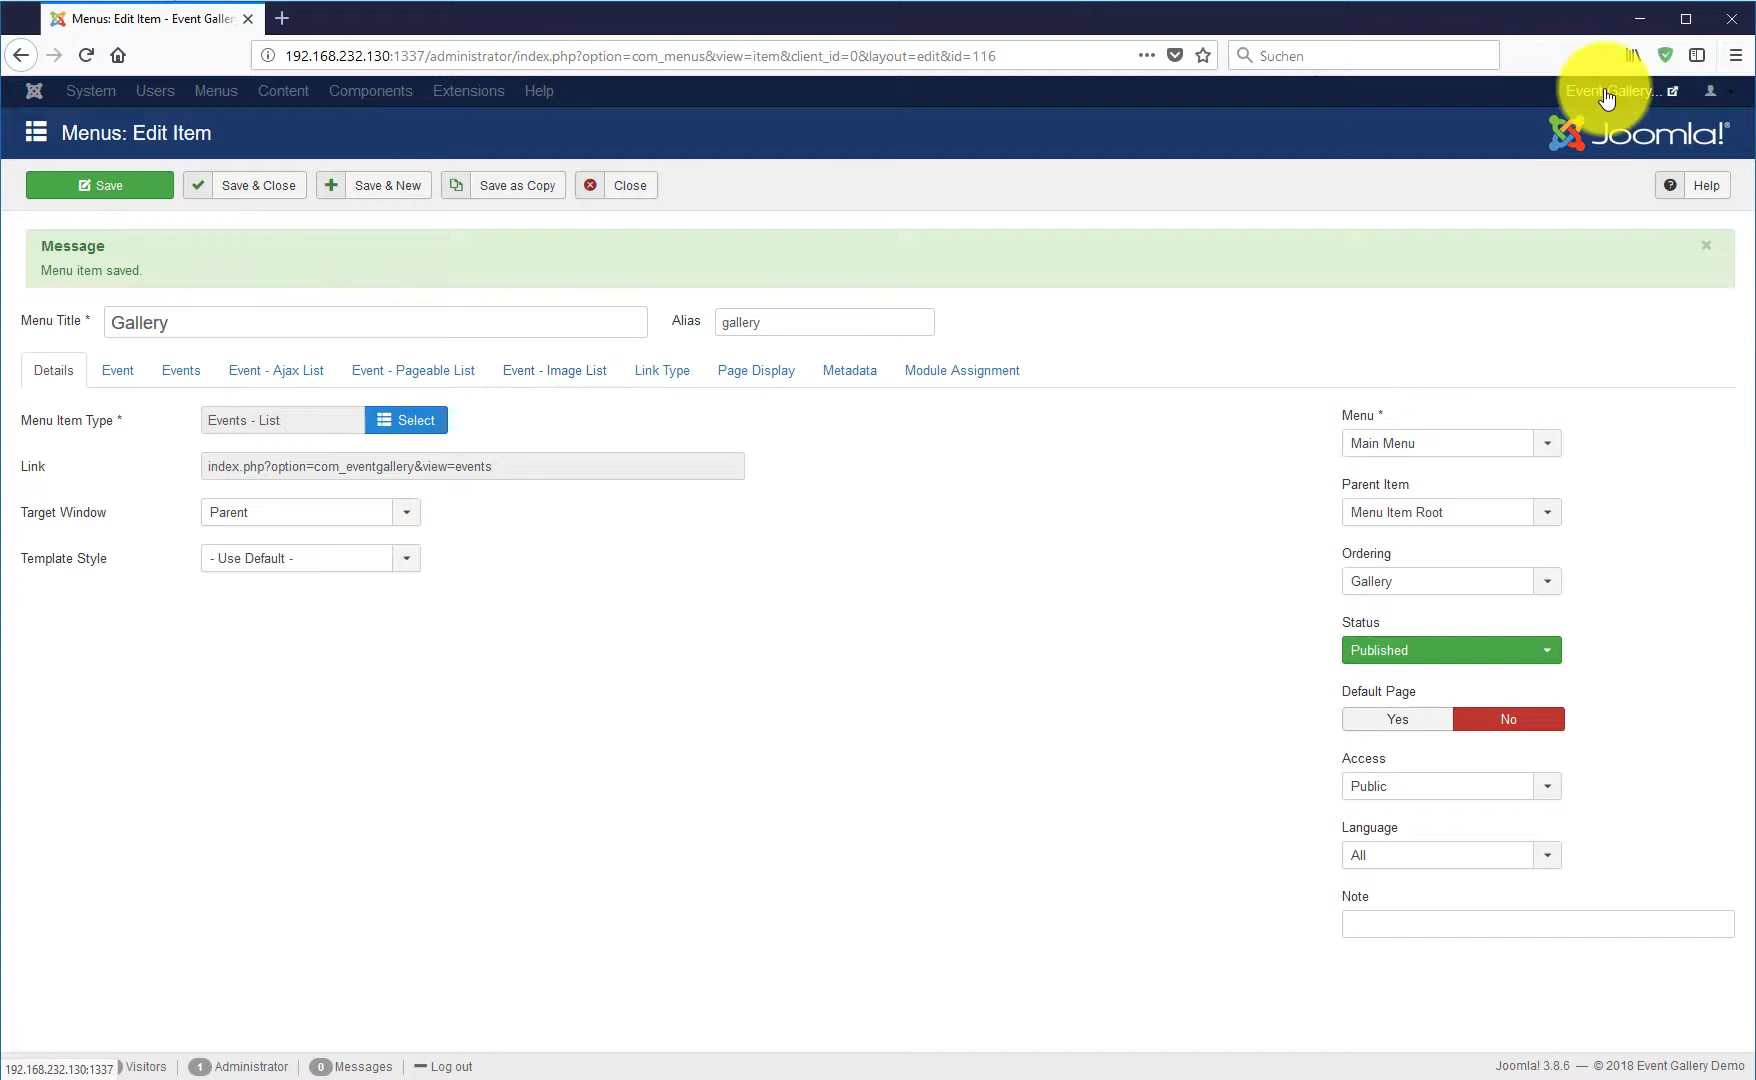 Menus: Edit Item - Event Galler
192.168.232.130:1337/administrator/index.php?option=com_menus&view=item&client_id=0&layout=edit&id=116
Suchen
System Users Menus Content Components Extensions Help
Event Gallery...
Menus: Edit Item
Joomla!®
Save
Save & Close
Save & New
Save as Copy
Close
Help
Message
Menu item saved.
Menu Title *
Gallery
Alias
gallery
Details Event Events Event - Ajax List Event - Pageable List Event - Image List Link Type Page Display Metadata Module Assignment
Menu Item Type *
Events - List
Select
Link
index.php?option=com_eventgallery&view=events
Target Window
Parent
Template Style
- Use Default -
Menu *
Main Menu
Parent Item
Menu Item Root
Ordering
Gallery
Status
Published
Default Page
Yes No
Access
Public
Language
All
Note
192.168.232.130:1337
Visitors
1 Administrator
0 Messages
Log out
Joomla! 3.8.6 — © 2018 Event Gallery Demo